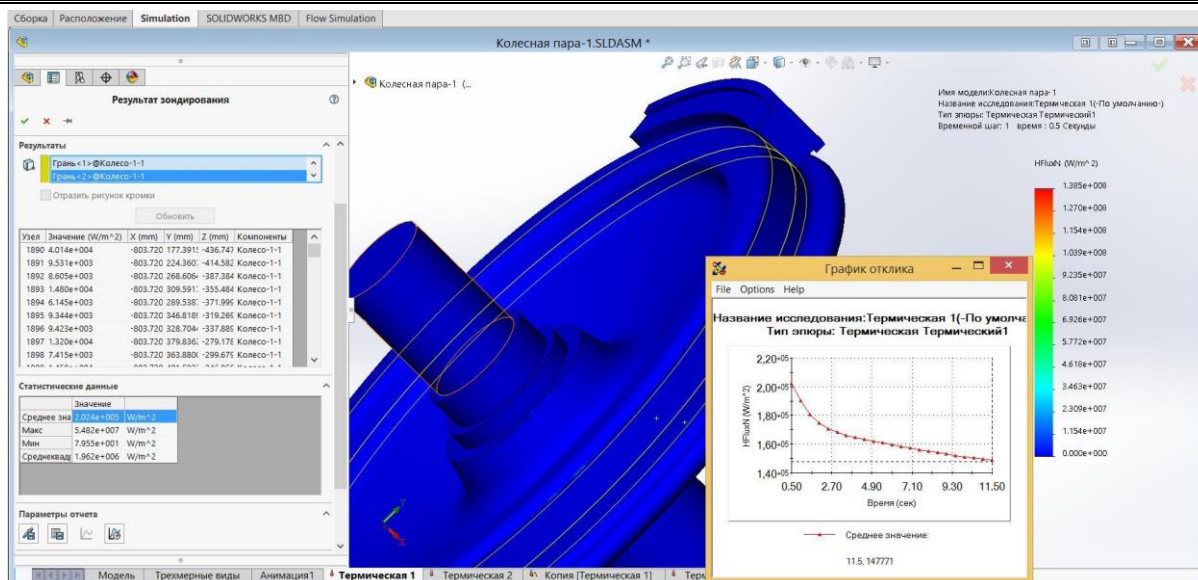 Сборка Расположение Simulation SOLIDWORKS MBD Flow Simulation
Колесная пара-1.SLDASM *
Колесная пара-1 (...
Результат зондирования
Результаты
Грань<1>@Колесо-1-1
Грань<2>@Колесо-1-1
Отразить рисунок кромки
Обновить
Узел Значение (W/m^2) X (mm) Y (mm) Z (mm) Компоненты
1890 4.014e+004 -803.720 177.391 -436.747 Колесо-1-1
1891 9.531e+003 -803.720 224.360 -414.582 Колесо-1-1
1892 8.605e+003 -803.720 268.606 -387.384 Колесо-1-1
1893 1.480e+004 -803.720 309.591 -355.484 Колесо-1-1
1894 6.145e+003 -803.720 289.538 -371.999 Колесо-1-1
1895 9.344e+003 -803.720 346.818 -319.269 Колесо-1-1
1896 9.423e+003 -803.720 328.704 -337.889 Колесо-1-1
1897 1.320e+004 -803.720 379.836 -279.178 Колесо-1-1
1898 7.415e+003 -803.720 363.880 -299.679 Колесо-1-1
Статистические данные
Значение
Среднее зна 2.024e+005 W/m^2
Макс 5.482e+007 W/m^2
Мин 7.955e+001 W/m^2
Среднеквад 1.962e+006 W/m^2
Параметры отчета
Имя модели:Колесная пара-1
Название исследования:Термическая 1(-По умолчанию-)
Тип эпюры: Термическая Термический1
Временной шаг: 1 время : 0.5 Секунды
HFluxN (W/m^2)
1.385e+008
1.270e+008
1.154e+008
1.039e+008
9.235e+007
8.081e+007
6.926e+007
5.772e+007
4.618e+007
3.463e+007
2.309e+007
1.154e+007
0.000e+000
График отклика
File Options Help
Название исследования:Термическая 1(-По умолча
Тип эпюры: Термическая Термический1
HFluxN (W/m^2)
2,20+05
2,00+05
1,80+05
1,60+05
1,40+05
0.50 2.70 4.90 7.10 9.30 11.50
Время (сек)
Среднее значение:
11.5, 147771
Модель Трехмерные виды Анимация1 Термическая 1 Термическая 2 Копия [Термическая 1] Терм